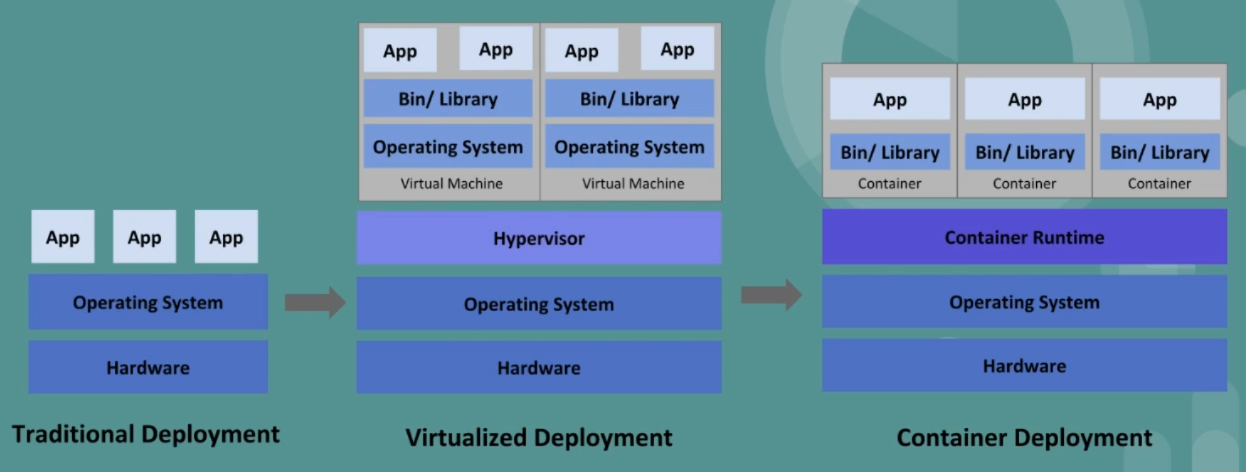 App App App
Operating System
Hardware
Traditional Deployment
App App App App
Bin/ Library Bin/ Library
Operating System Operating System
Virtual Machine Virtual Machine
Hypervisor
Operating System
Hardware
Virtualized Deployment
App App App
Bin/ Library Bin/ Library Bin/ Library
Container Container Container
Container Runtime
Operating System
Hardware
Container Deployment